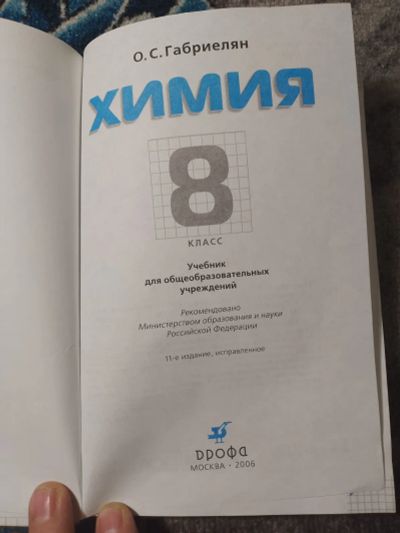 О. С. Габриелян
ХИМИЯ
8
КЛАСС
Учебник
для общеобразовательных
учреждений
Рекомендовано
Министерством образования и науки
Российской Федерации
11-е издание, исправленное
ДРОФА
МОСКВА • 2006